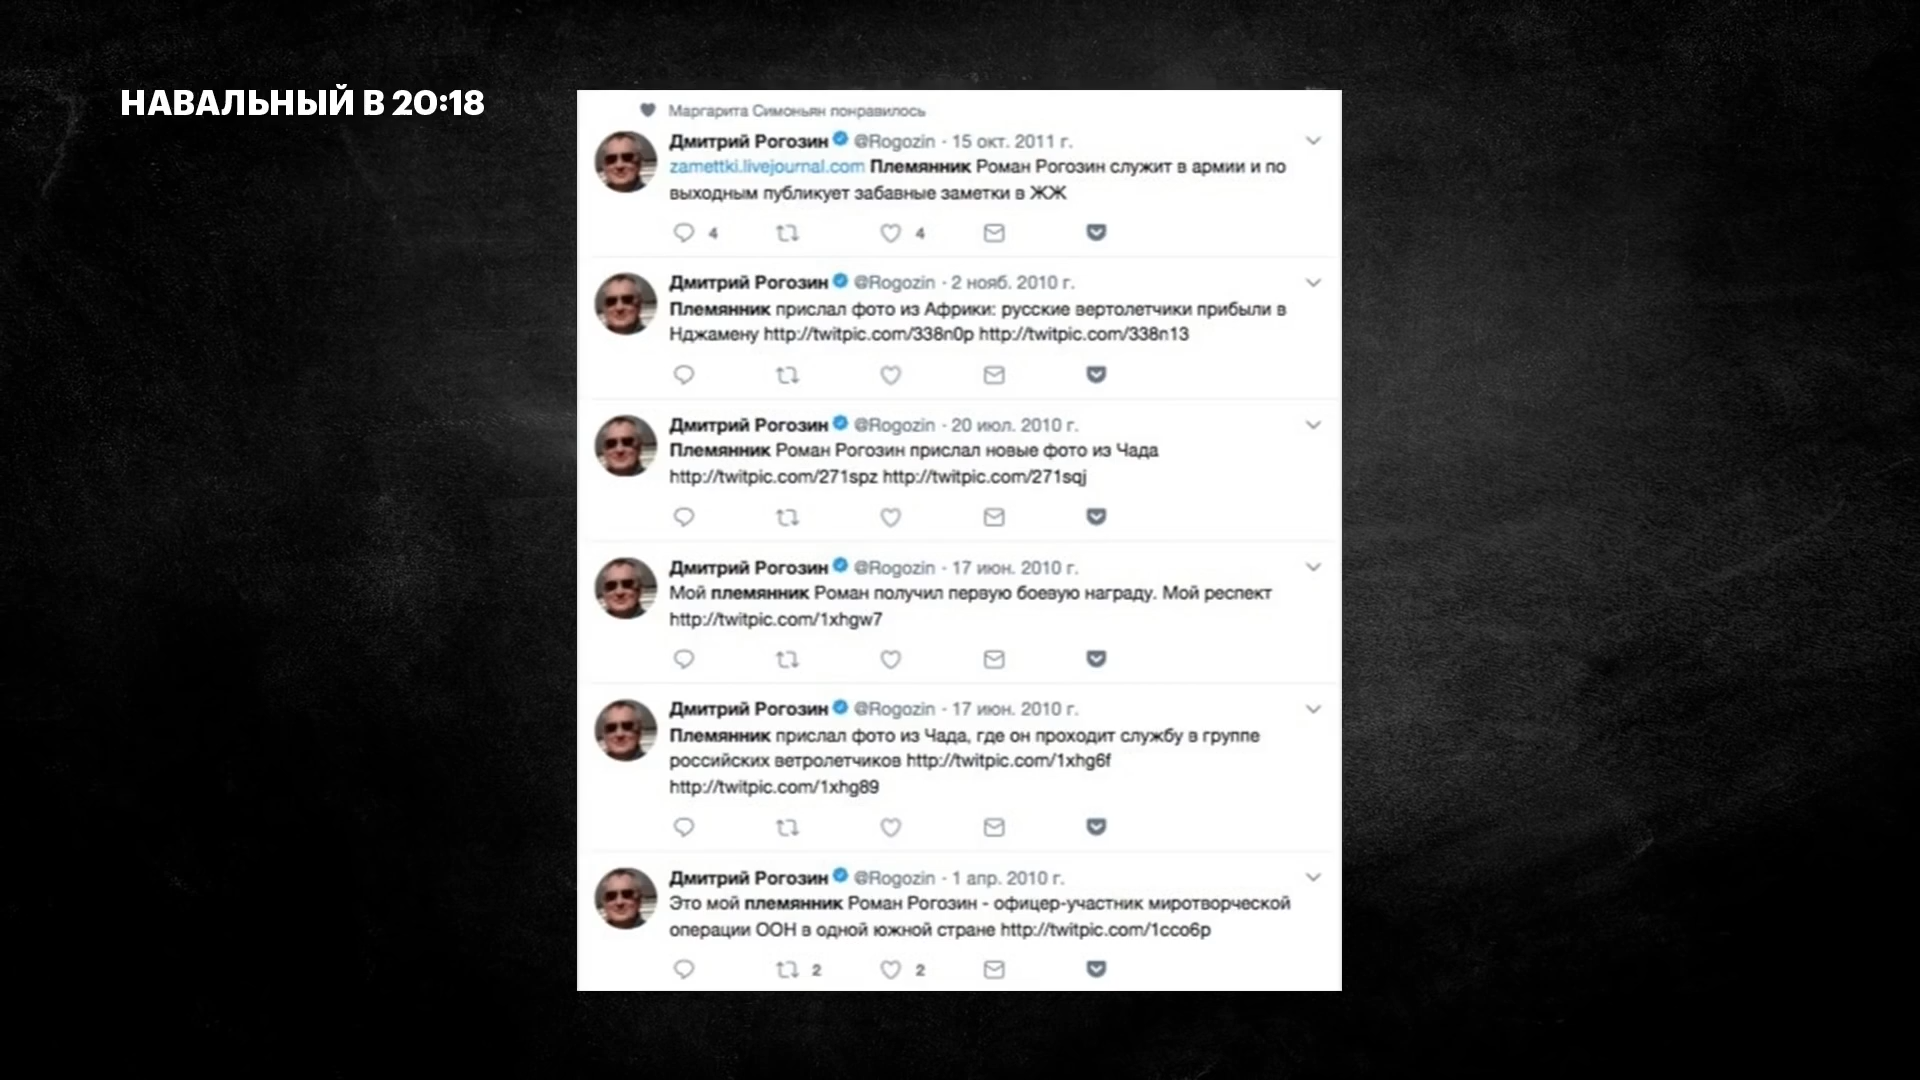 НАВАЛЬНЫЙ В 20:18
Маргарита Симоньян понравилось
Дмитрий Рогозин @Rogozin · 15 окт. 2011 г.
zamettki.livejournal.com Племянник Роман Рогозин служит в армии и по
выходным публикует забавные заметки в ЖЖ
4 4
Дмитрий Рогозин @Rogozin · 2 нояб. 2010 г.
Племянник прислал фото из Африки: русские вертолетчики прибыли в
Нджамену http://twitpic.com/338n0p http://twitpic.com/338n13
Дмитрий Рогозин @Rogozin · 20 июл. 2010 г.
Племянник Роман Рогозин прислал новые фото из Чада
http://twitpic.com/271spz http://twitpic.com/271sqj
Дмитрий Рогозин @Rogozin · 17 июн. 2010 г.
Мой племянник Роман получил первую боевую награду. Мой респект
http://twitpic.com/1xhgw7
Дмитрий Рогозин @Rogozin · 17 июн. 2010 г.
Племянник прислал фото из Чада, где он проходит службу в группе
российских ветролетчиков http://twitpic.com/1xhg6f
http://twitpic.com/1xhg89
Дмитрий Рогозин @Rogozin · 1 апр. 2010 г.
Это мой племянник Роман Рогозин - офицер-участник миротворческой
операции ООН в одной южной стране http://twitpic.com/1cco6p
2 2